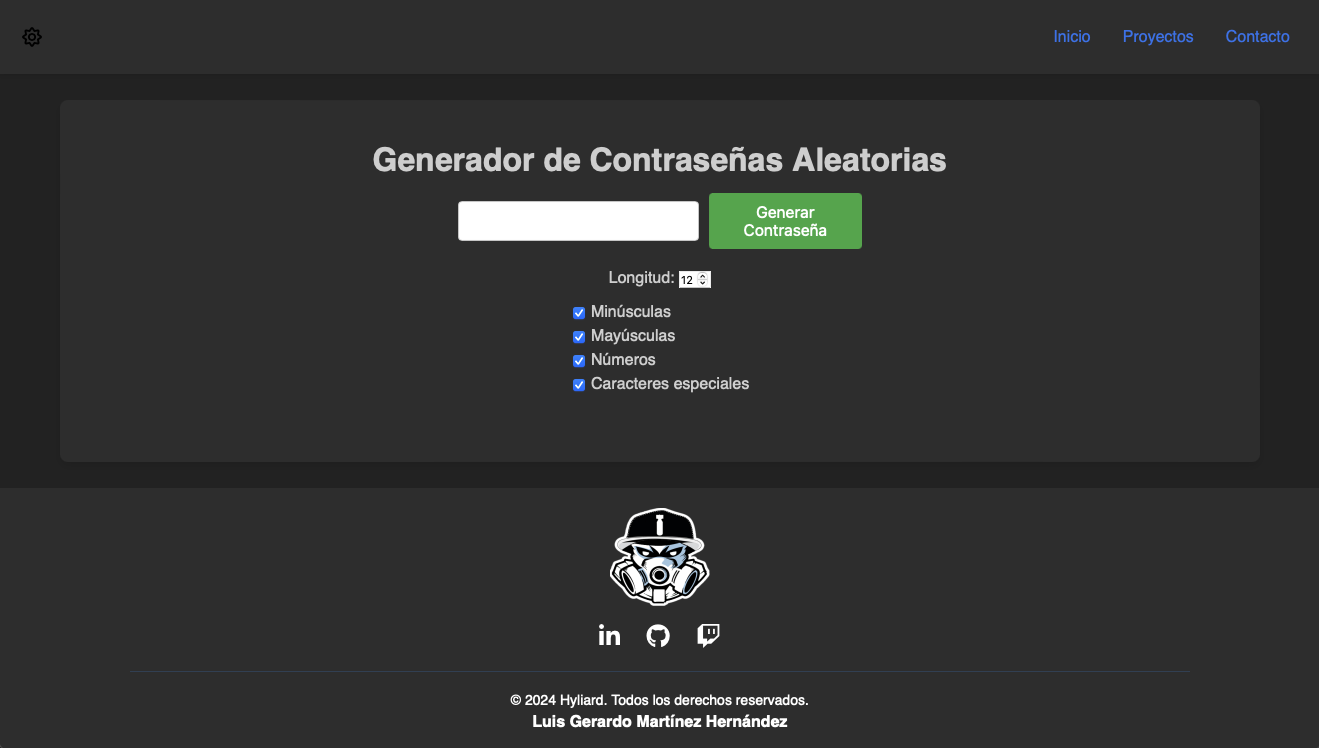 Inicio Proyectos Contacto
Generador de Contraseñas Aleatorias
Generar
Contraseña
Longitud: 12
Minúsculas
Mayúsculas
Números
Caracteres especiales
in
© 2024 Hyliard. Todos los derechos reservados.
Luis Gerardo Martínez Hernández